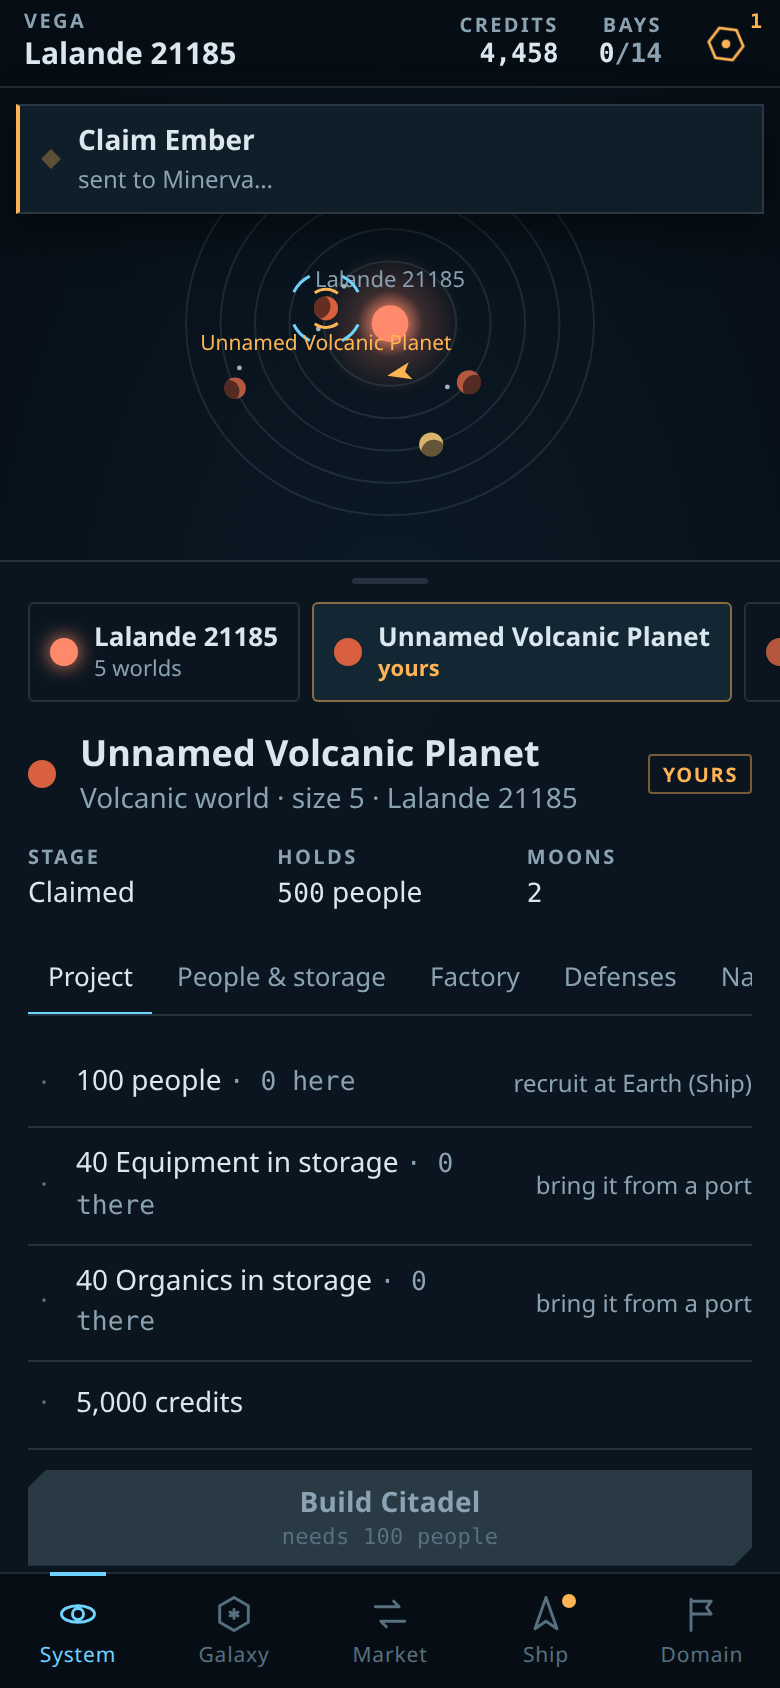 VEGA
Lalande 21185
CREDITS
4,458
BAYS
0/14
1
Claim Ember
sent to Minerva...
Lalande 21185
Unnamed Volcanic Planet
Lalande 21185
5 worlds
Unnamed Volcanic Planet
yours
Unnamed Volcanic Planet
Volcanic world · size 5 · Lalande 21185
YOURS
STAGE
Claimed
HOLDS
500 people
MOONS
2
Project
People & storage
Factory
Defenses
Na
· 100 people · 0 here
recruit at Earth (Ship)
· 40 Equipment in storage · 0
there
bring it from a port
· 40 Organics in storage · 0
there
bring it from a port
· 5,000 credits
Build Citadel
needs 100 people
System
Galaxy
Market
Ship
Domain